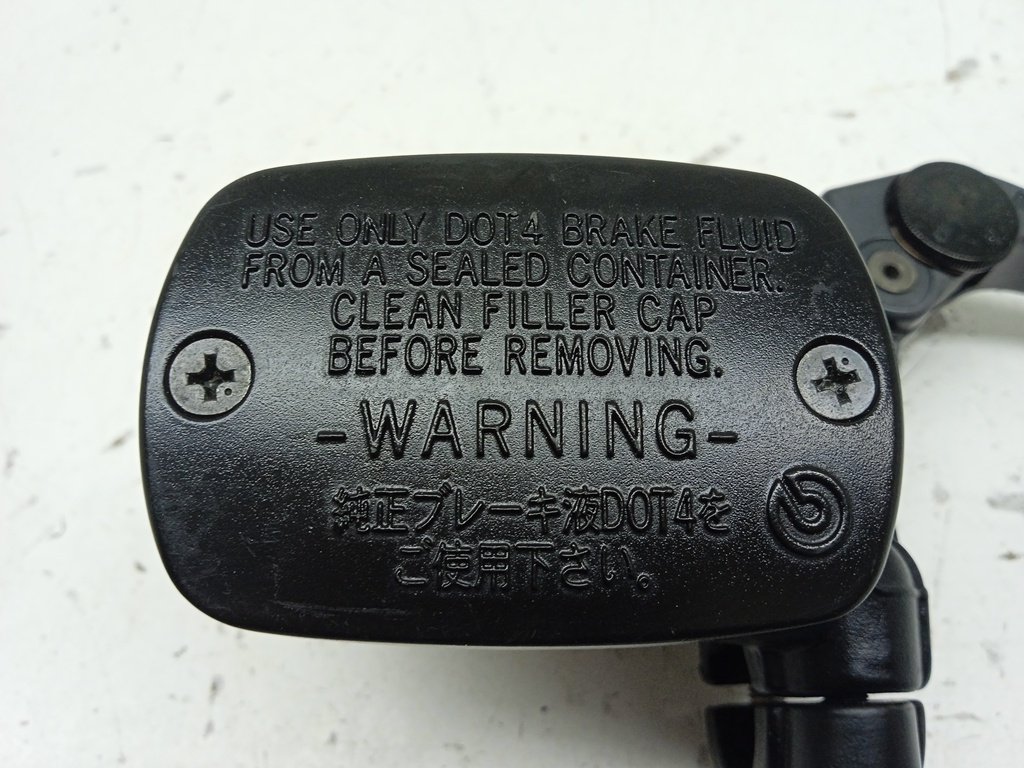 USE ONLY DOT4 BRAKE FLUID
FROM A SEALED CONTAINER.
CLEAN FILLER CAP
BEFORE REMOVING.
-WARNING-
純正ブレーキ液DOT4を
ご使用下さい。